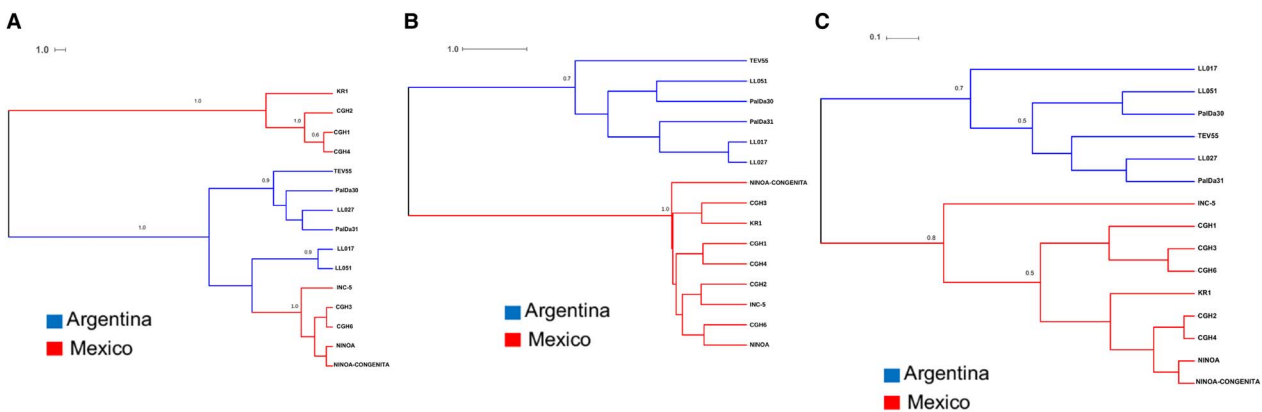 A
1.0
1.0
KR1
CGH2
1.0
CGH1
0.6
CGH4
TEV55
0.9
PalDa30
LL027
PalDa31
1.0
LL017
0.9
LL051
INC-5
1.0
CGH3
CGH6
NINOA
NINOA-CONGENITA
Argentina
Mexico
B
1.0
TEV55
0.7
LL051
PalDa30
PalDa31
LL017
LL027
NINOA-CONGENITA
CGH3
1.0
KR1
CGH1
CGH4
CGH2
INC-5
CGH6
NINOA
Argentina
Mexico
C
0.1
LL017
0.7
LL051
PalDa30
0.5
TEV55
LL027
PalDa31
INC-5
CGH1
0.8
CGH3
CGH6
0.5
KR1
CGH2
CGH4
NINOA
NINOA-CONGENITA
Argentina
Mexico